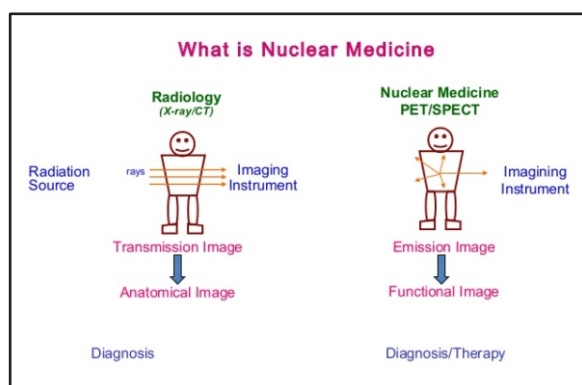 What is Nuclear Medicine
Radiology
(X-ray/CT)
Radiation
Source
rays
Imaging
Instrument
Transmission Image
Anatomical Image
Diagnosis
Nuclear Medicine
PET/SPECT
Imagining
Instrument
Emission Image
Functional Image
Diagnosis/Therapy